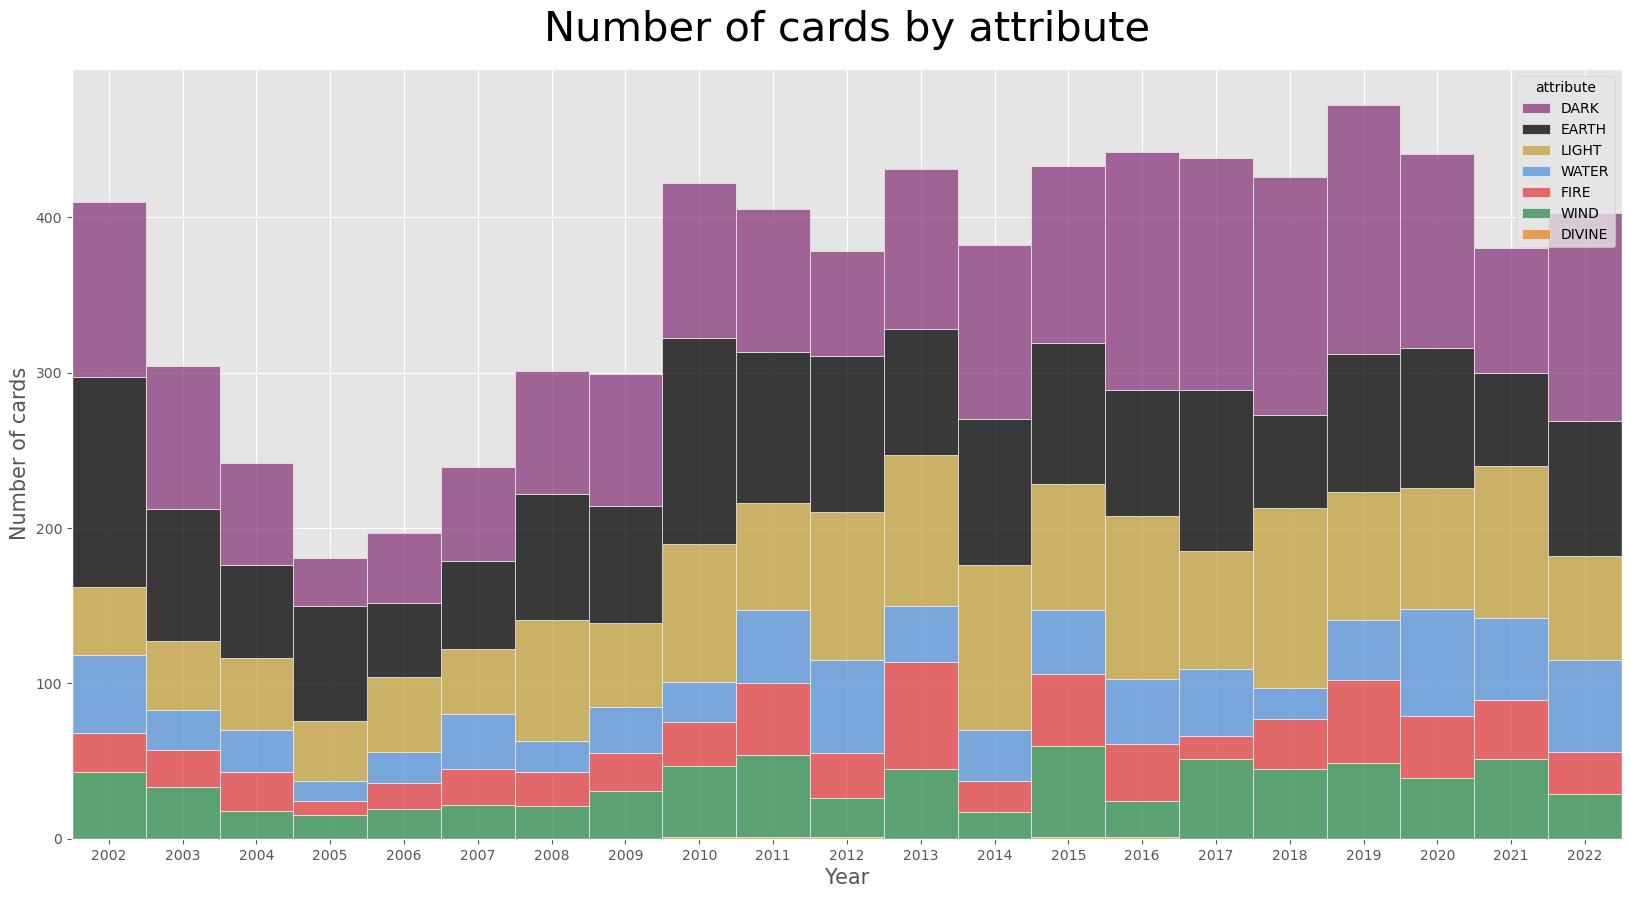 Number of cards by attribute
attribute
DARK
EARTH
LIGHT
WATER
FIRE
WIND
DIVINE
Number of cards
400
300
200
100
0
2002 2003 2004 2005 2006 2007 2008 2009 2010 2011 2012 2013 2014 2015 2016 2017 2018 2019 2020 2021 2022
Year